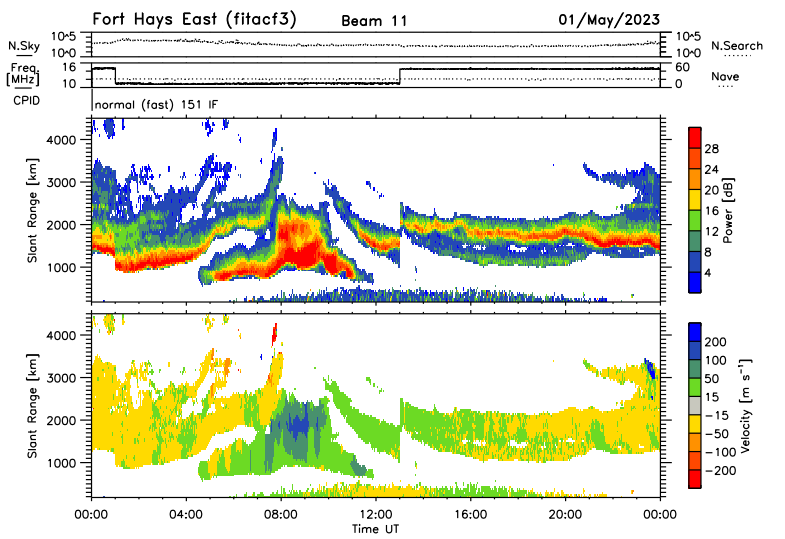 Fort Hays East (fitacf3) Beam 11 01/May/2023
N.Sky 10^5 10^0 10^5 10^0 N.Search
Freq. [MHz] 16 10 60 0 Nave
CPID normal (fast) 151 IF
Slant Range [km] 4000 3000 2000 1000
28 24 20 16 12 8 4 Power [dB]
Slant Range [km] 4000 3000 2000 1000
200 100 50 15 -15 -50 -100 -200 Velocity [m s⁻¹]
00:00 04:00 08:00 12:00 16:00 20:00 00:00
Time UT